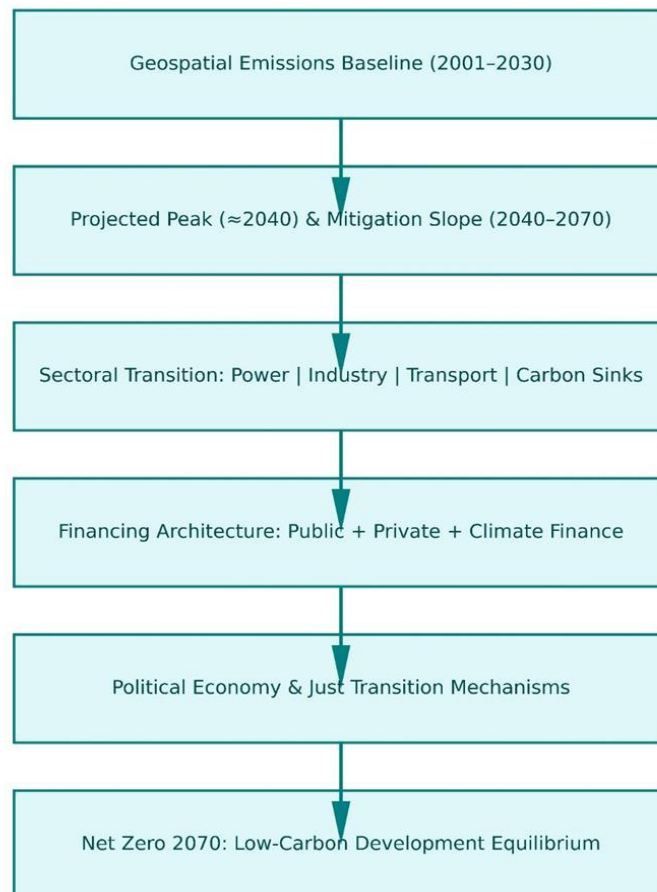 Geospatial Emissions Baseline (2001–2030)
Projected Peak (≈2040) & Mitigation Slope (2040–2070)
Sectoral Transition: Power | Industry | Transport | Carbon Sinks
Financing Architecture: Public + Private + Climate Finance
Political Economy & Just Transition Mechanisms
Net Zero 2070: Low-Carbon Development Equilibrium